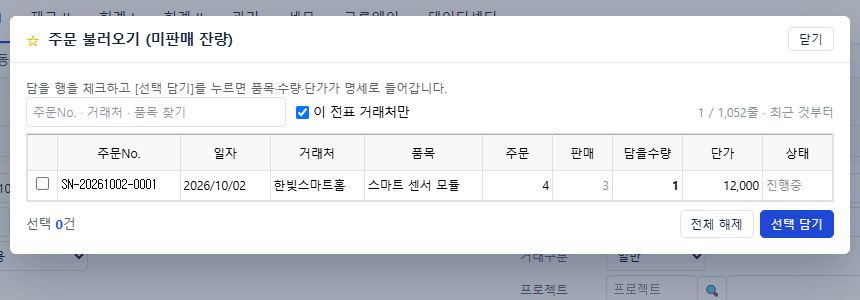 ☆ 주문 불러오기 (미판매 잔량) 닫기
담을 행을 체크하고 [선택 담기]를 누르면 품목·수량·단가가 명세로 들어갑니다.
주문No. · 거래처 · 품목 찾기 이 전표 거래처만 1 / 1,052줄 · 최근 것부터
주문No. 일자 거래처 품목 주문 판매 담을수량 단가 상태
SN-20261002-0001 2026/10/02 한빛스마트홈 스마트 센서 모듈 4 3 1 12,000 진행중
선택 0건 전체 해제 선택 담기
거래구분 일반
프로젝트 프로젝트